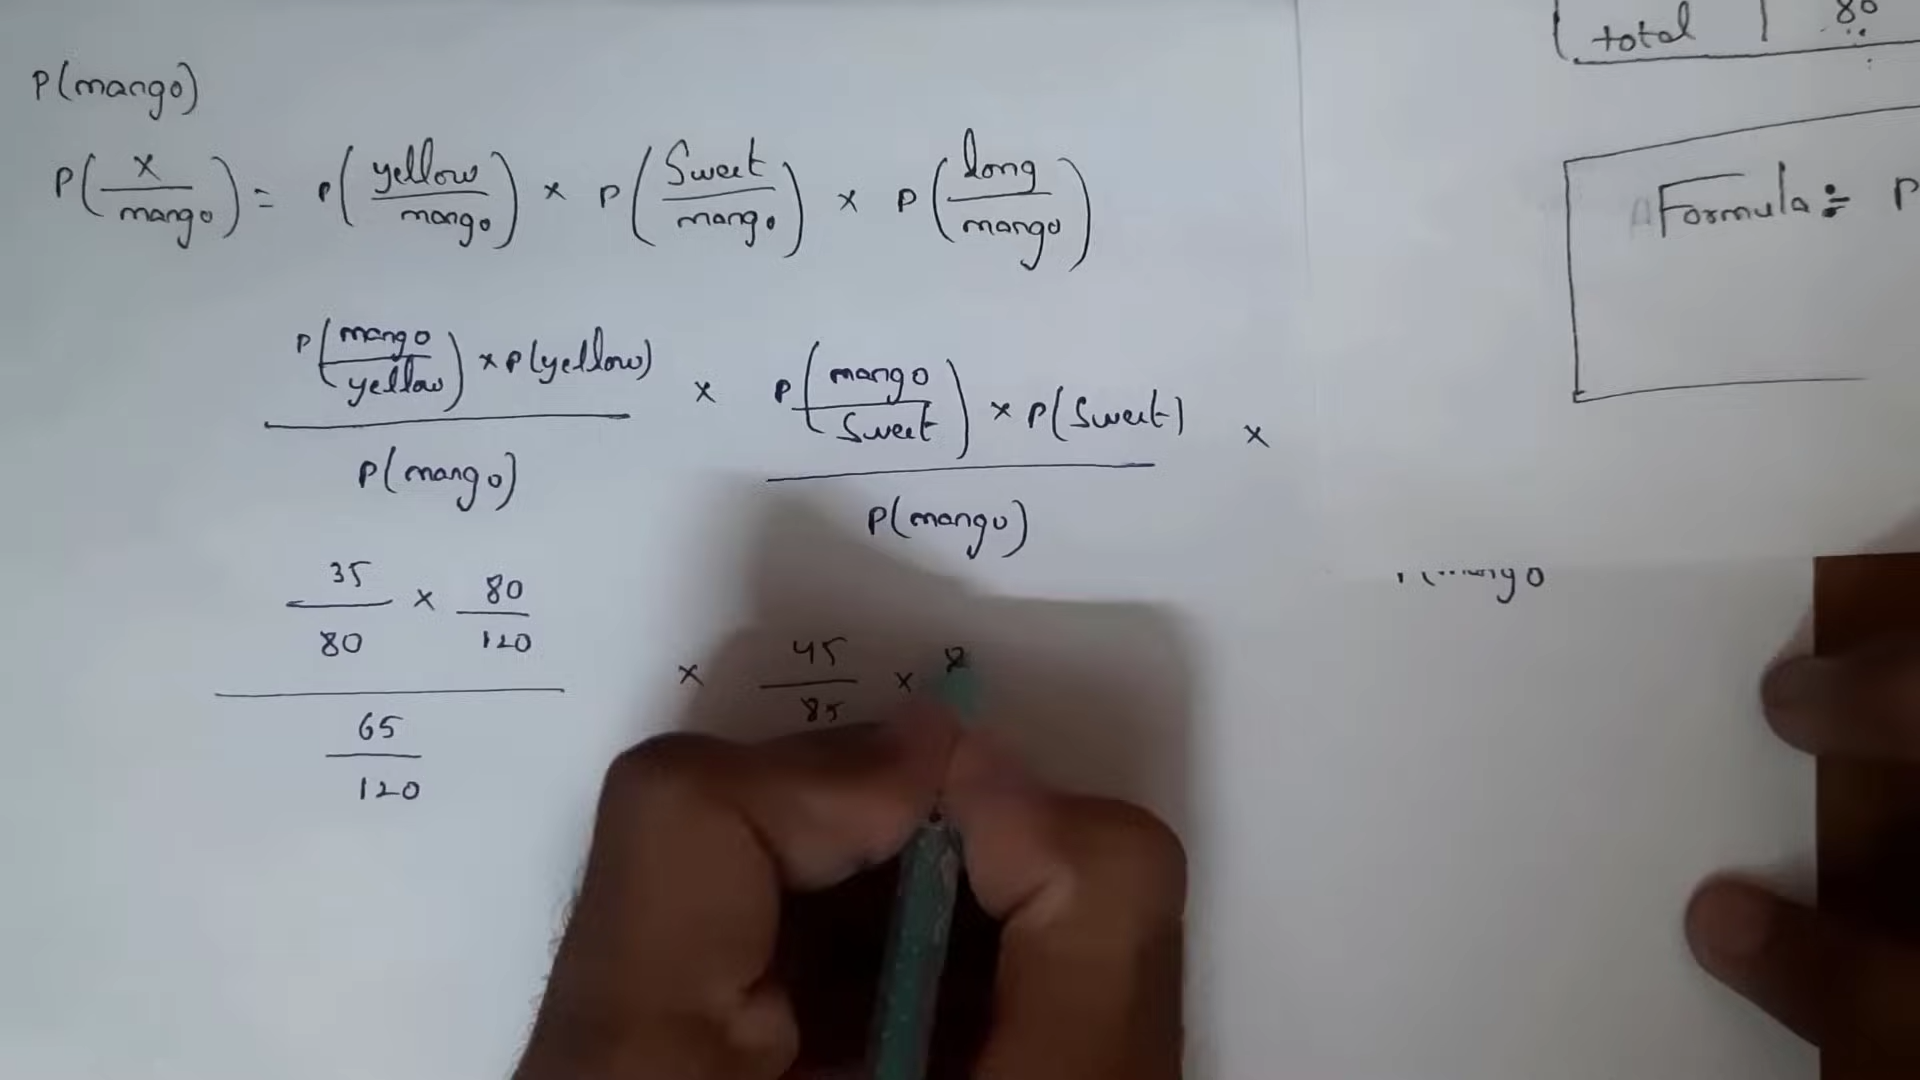 total | 80
P(mango)
P(x/mango) = P(yellow/mango) × P(Sweet/mango) × P(long/mango)
Formula ÷ P
P(mango/yellow) × P(yellow) / P(mango) × P(mango/Sweet) × P(Sweet) / P(mango) ×
35/80 × 80/120 / 65/120 × 45/85 × 8